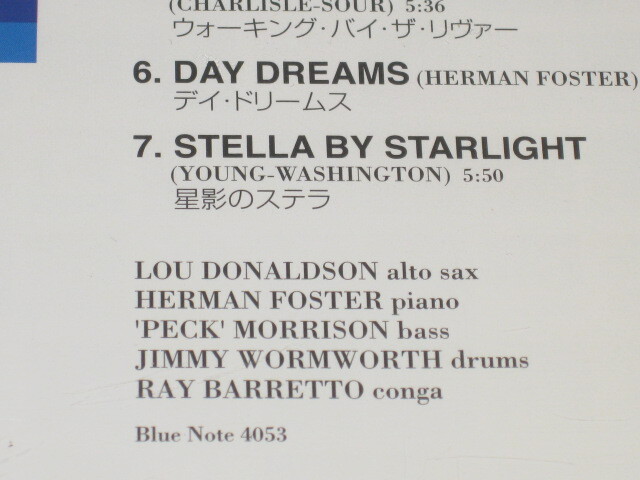 (CHARLISLE-SOUR) 5:36
ウォーキング・バイ・ザ・リヴァー
6. DAY DREAMS (HERMAN FOSTER)
デイ・ドリームス
7. STELLA BY STARLIGHT
(YOUNG-WASHINGTON) 5:50
星影のステラ
LOU DONALDSON alto sax
HERMAN FOSTER piano
'PECK' MORRISON bass
JIMMY WORMWORTH drums
RAY BARRETTO conga
Blue Note 4053